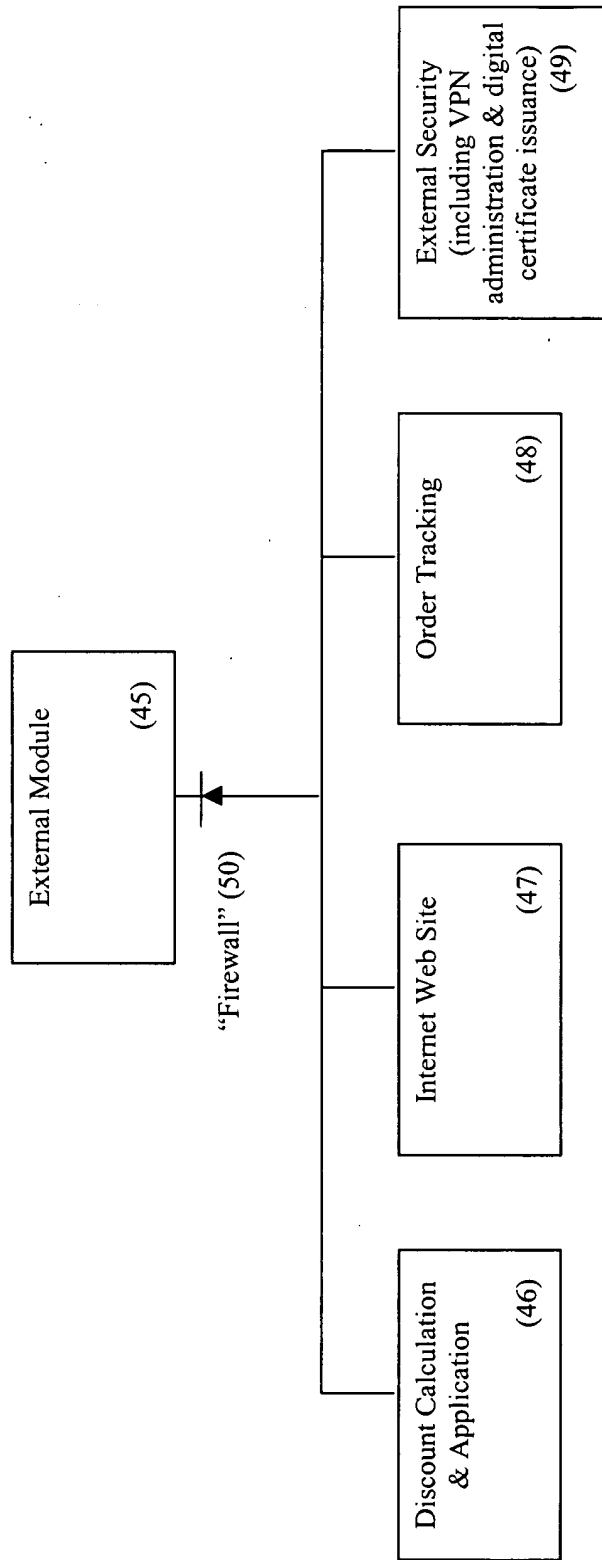 External Module
(45)
“Firewall” (50)
Discount Calculation
& Application
(46)
Internet Web Site
(47)
Order Tracking
(48)
External Security
(including VPN
administration & digital
certificate issuance)
(49)